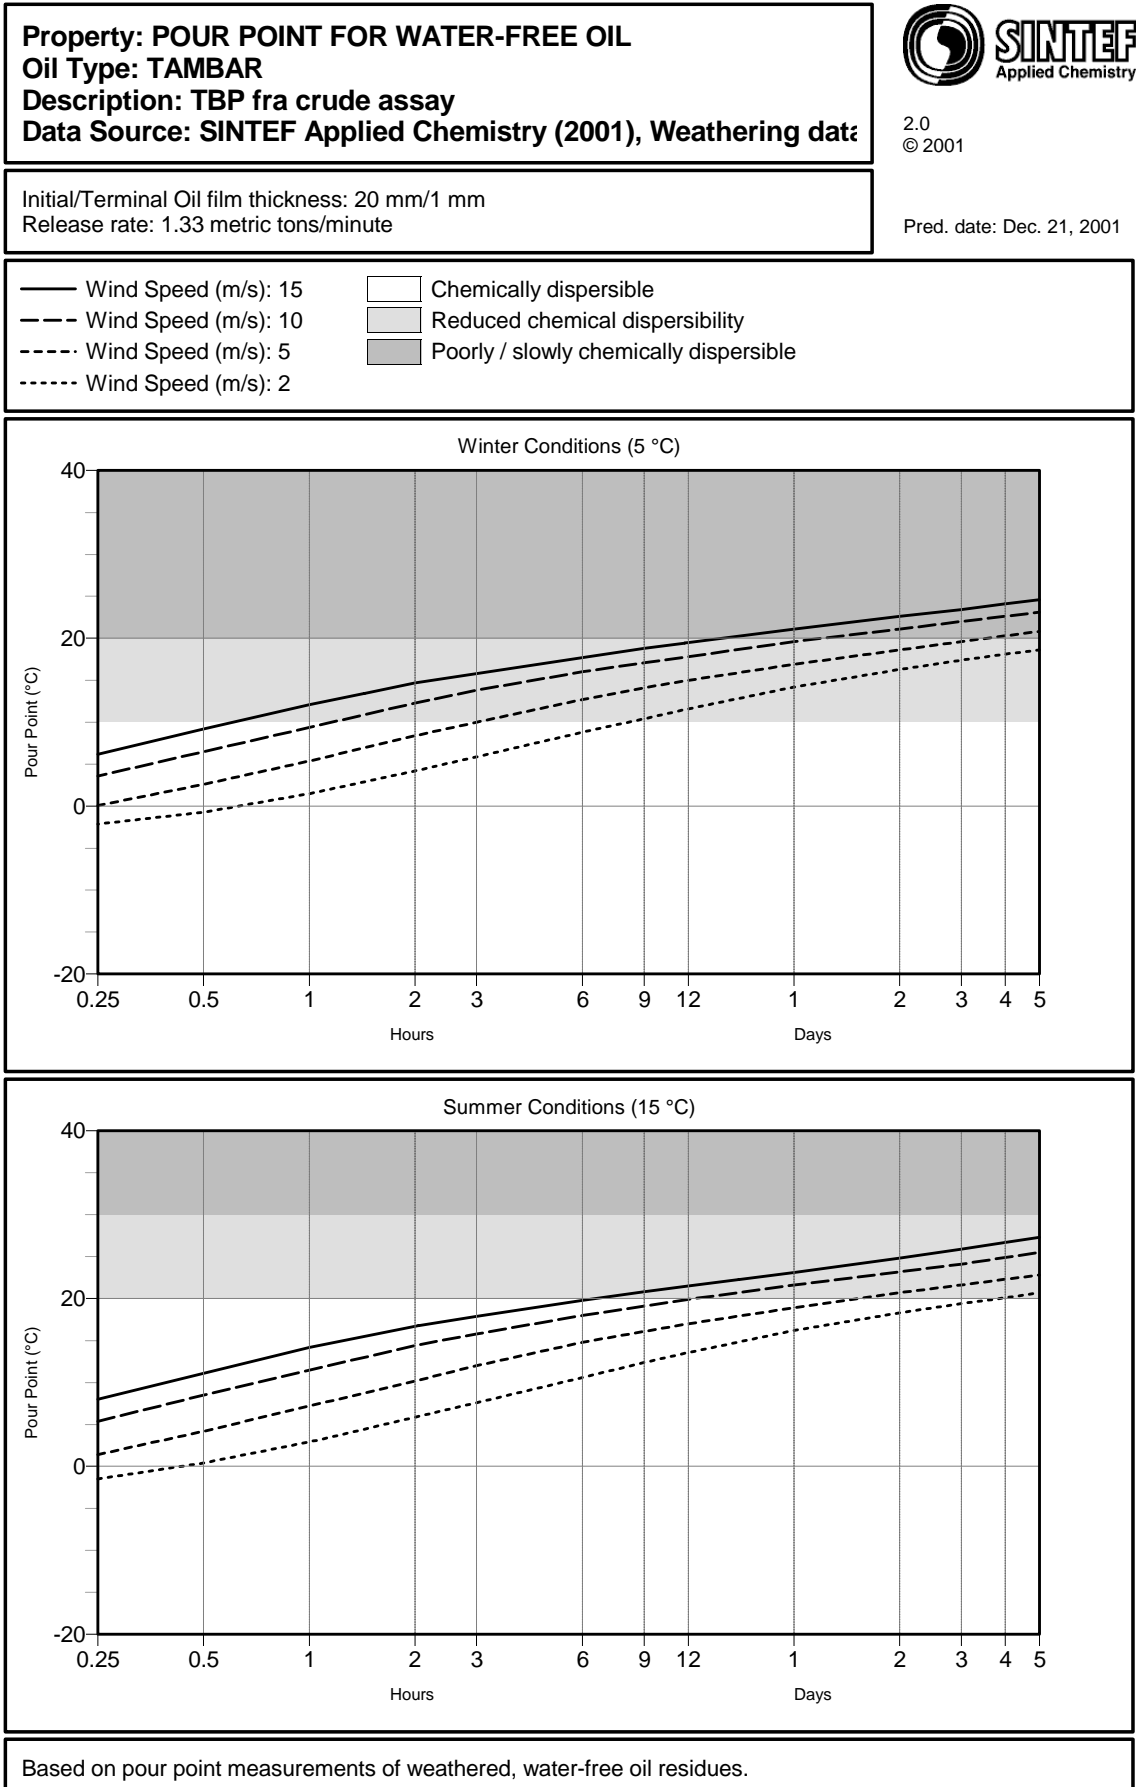 Property: POUR POINT FOR WATER-FREE OIL
Oil Type: TAMBAR
Description: TBP fra crude assay
Data Source: SINTEF Applied Chemistry (2001), Weathering data
SINTEF
Applied Chemistry
2.0
© 2001
Initial/Terminal Oil film thickness: 20 mm/1 mm
Release rate: 1.33 metric tons/minute
Pred. date: Dec. 21, 2001
Wind Speed (m/s): 15
Wind Speed (m/s): 10
Wind Speed (m/s): 5
Wind Speed (m/s): 2
Chemically dispersible
Reduced chemical dispersibility
Poorly / slowly chemically dispersible
Winter Conditions (5 °C)
Pour Point (°C)
40
20
0
-20
0.25 0.5 1 2 3 6 9 12 1 2 3 4 5
Hours Days
Summer Conditions (15 °C)
Pour Point (°C)
40
20
0
-20
0.25 0.5 1 2 3 6 9 12 1 2 3 4 5
Hours Days
Based on pour point measurements of weathered, water-free oil residues.